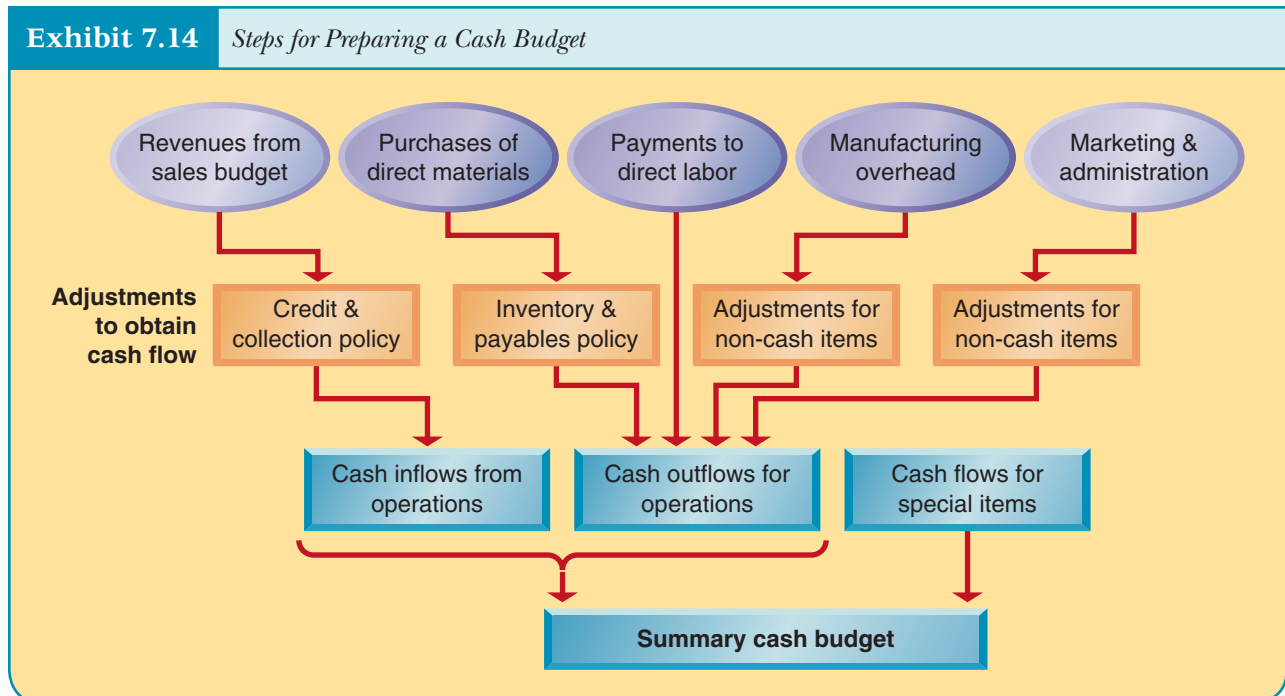 Exhibit 7.14
Steps for Preparing a Cash Budget
Revenues from
sales budget
Purchases of
direct materials
Payments to
direct labor
Manufacturing
overhead
Marketing &
administration
Adjustments
to obtain
cash flow
Credit &
collection policy
Inventory &
payables policy
Adjustments for
non-cash items
Adjustments for
non-cash items
Cash inflows from
operations
Cash outflows for
operations
Cash flows for
special items
Summary cash budget